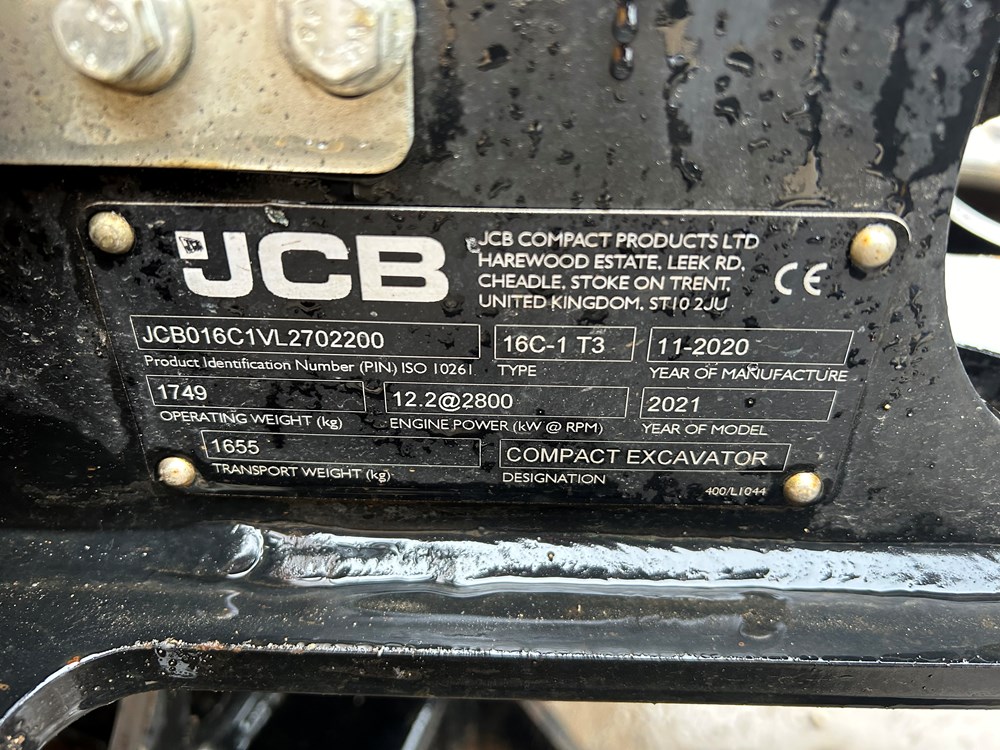 JCB
JCB COMPACT PRODUCTS LTD
HAREWOOD ESTATE, LEEK RD,
CHEADLE, STOKE ON TRENT,
UNITED KINGDOM, ST10 2JU
CE
JCB016C1VL2702200
Product Identification Number (PIN) ISO 10261
16C-1 T3
TYPE
11-2020
YEAR OF MANUFACTURE
1749
OPERATING WEIGHT (kg)
12.2@2800
ENGINE POWER (kW @ RPM)
2021
YEAR OF MODEL
1655
TRANSPORT WEIGHT (kg)
COMPACT EXCAVATOR
DESIGNATION
400/L1044